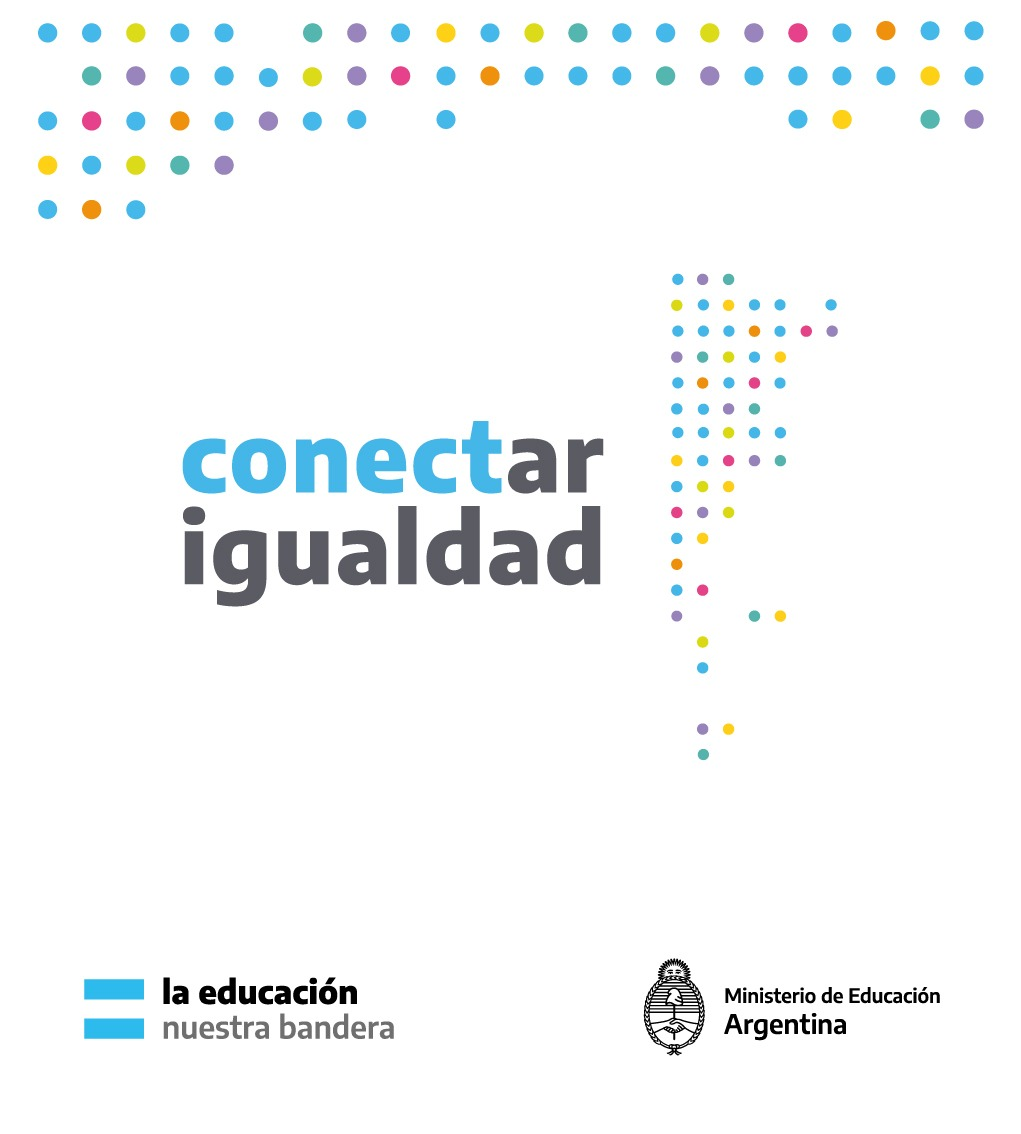 conectar
igualdad
la educación
nuestra bandera
Ministerio de Educación
Argentina